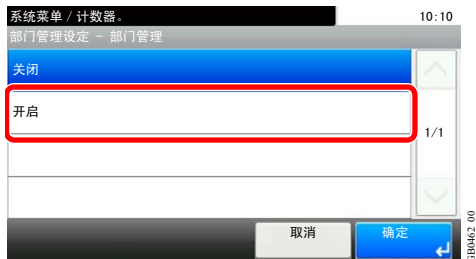 系统菜单 / 计数器。 10:10
部门管理设定 - 部门管理
关闭
开启
1/1
取消 确定
GB0462_00